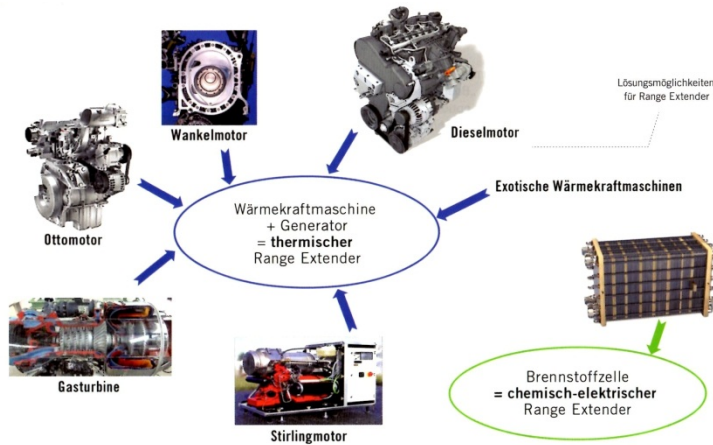 Wankelmotor
Dieselmotor
Lösungsmöglichkeiten
für Range Extender
Ottomotor
Exotische Wärmekraftmaschinen
Wärmekraftmaschine
+ Generator
= thermischer
Range Extender
Gasturbine
Stirlingmotor
Brennstoffzelle
= chemisch-elektrischer
Range Extender